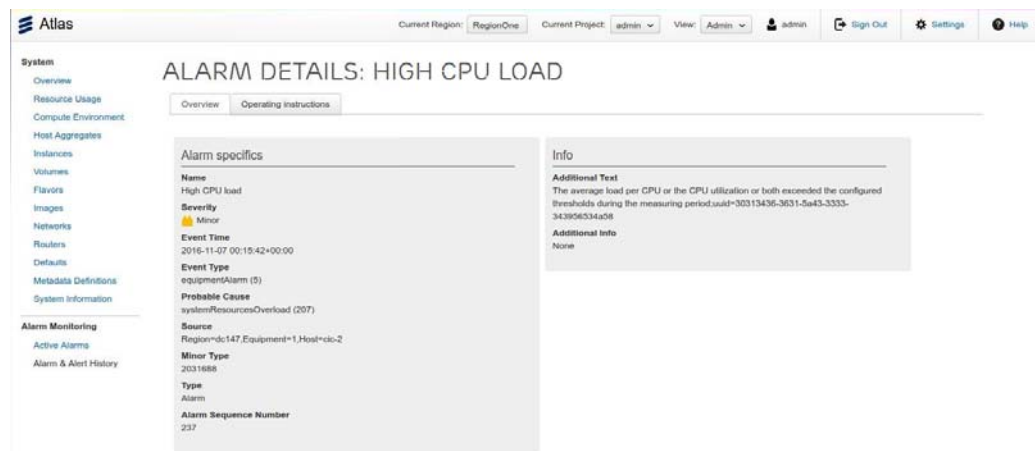 Atlas
Current Region: RegionOne Current Project: admin View: Admin admin Sign Out Settings Help
System
Overview
Resource Usage
Compute Environment
Host Aggregates
Instances
Volumes
Flavors
Images
Networks
Routers
Defaults
Metadata Definitions
System Information
Alarm Monitoring
Active Alarms
Alarm & Alert History
ALARM DETAILS: HIGH CPU LOAD
Overview Operating instructions
Alarm specifics
Name
High CPU load
Severity
Minor
Event Time
2016-11-07 00:15:42+00:00
Event Type
equipmentAlarm (5)
Probable Cause
systemResourcesOverload (207)
Source
Region=dc147,Equipment=1,Host=cic-2
Minor Type
2031688
Type
Alarm
Alarm Sequence Number
237
Info
Additional Text
The average load per CPU or the CPU utilization or both exceeded the configured
thresholds during the measuring period;uuid=30313436-3631-5a43-3333-
343956534a58
Additional Info
None